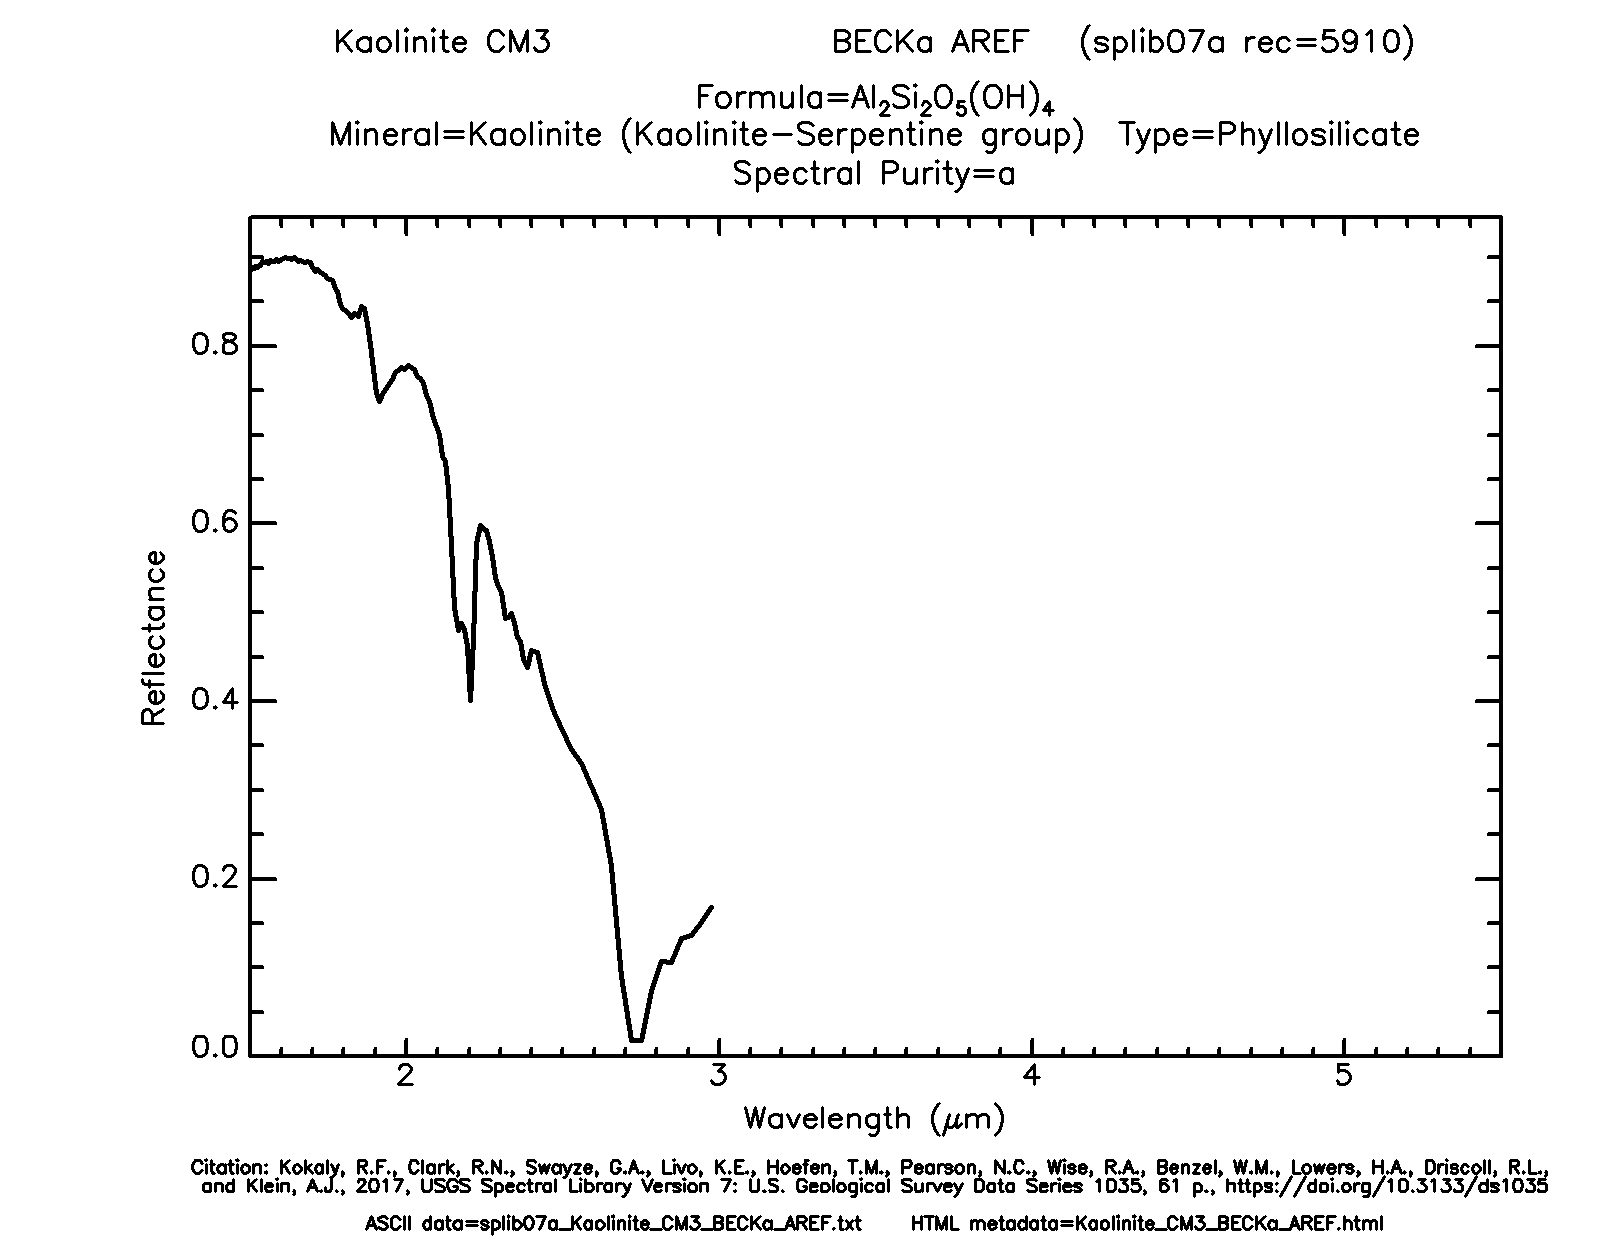 Kaolinite CM3 BECKa AREF (splib07a rec=5910)
Formula=Al₂Si₂O₅(OH)₄
Mineral=Kaolinite (Kaolinite-Serpentine group) Type=Phyllosilicate
Spectral Purity=a
0.8
0.6
0.4
0.2
0.0
Reflectance
2 3 4 5
Wavelength (μm)
Citation: Kokaly, R.F., Clark, R.N., Swayze, G.A., Livo, K.E., Hoefen, T.M., Pearson, N.C., Wise, R.A., Benzel, W.M., Lowers, H.A., Driscoll, R.L.,
and Klein, A.J., 2017, USGS Spectral Library Version 7: U.S. Geological Survey Data Series 1035, 61 p., https://doi.org/10.3133/ds1035
ASCII data=splib07a_Kaolinite_CM3_BECKa_AREF.txt HTML metadata=Kaolinite_CM3_BECKa_AREF.html